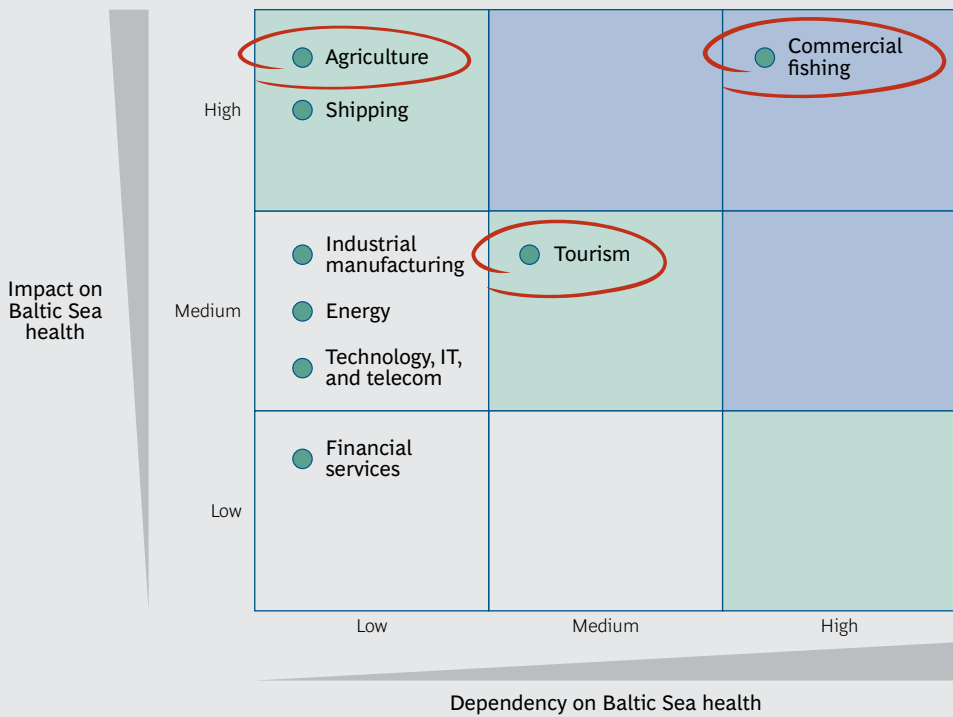 Agriculture
Commercial
fishing
High
Shipping
Industrial
manufacturing
Tourism
Impact on
Baltic Sea
health
Medium
Energy
Technology, IT,
and telecom
Financial
services
Low
Low
Medium
High
Dependency on Baltic Sea health